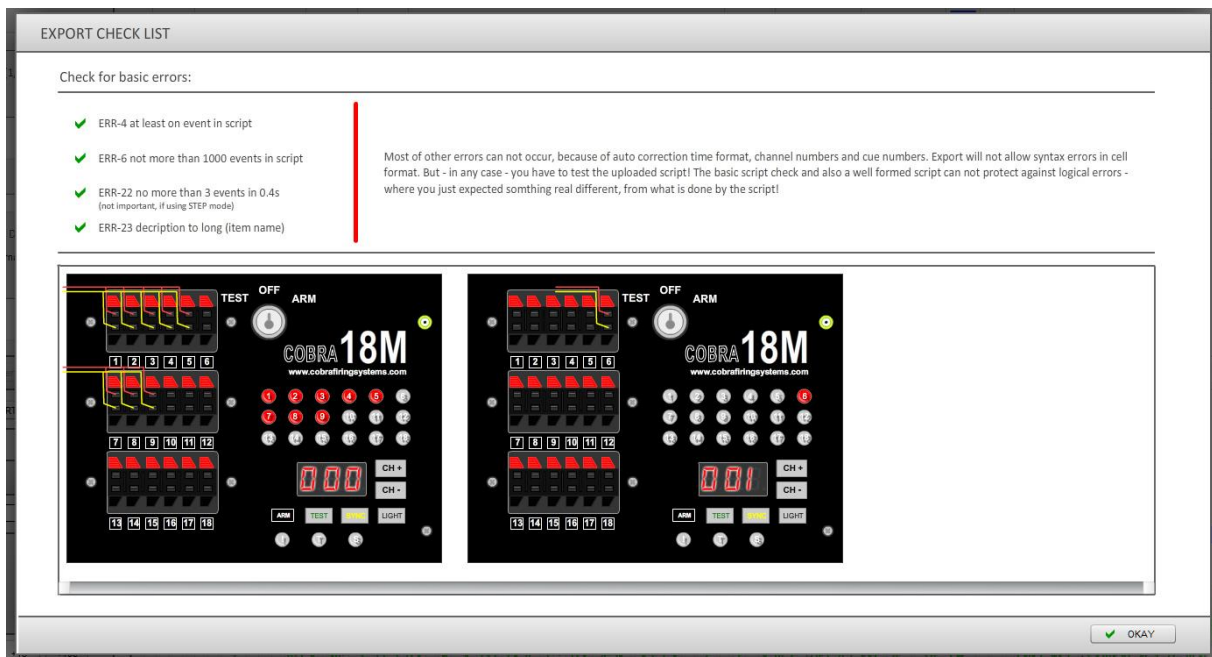 EXPORT CHECK LIST
Check for basic errors:
ERR-4 at least on event in script
ERR-6 not more than 1000 events in script
ERR-22 no more than 3 events in 0.4s
(not important, if using STEP mode)
ERR-23 decription to long (item name)
Most of other errors can not occur, because of auto correction time format, channel numbers and cue numbers. Export will not allow syntax errors in cell
format. But - in any case - you have to test the uploaded script! The basic script check and also a well formed script can not protect against logical errors -
where you just expected somthing real different, from what is done by the script!
TEST OFF ARM
COBRA 18M
www.cobrafiringsystems.com
1 2 3 4 5 6
7 8 9 10 11 12
13 14 15 16 17 18
1 2 3 4 5
7 8 9
000
CH +
CH -
ARM TEST SYNC LIGHT
TEST OFF ARM
COBRA 18M
www.cobrafiringsystems.com
1 2 3 4 5 6
7 8 9 10 11 12
13 14 15 16 17 18
6
001
CH +
CH -
ARM TEST SYNC LIGHT
OKAY